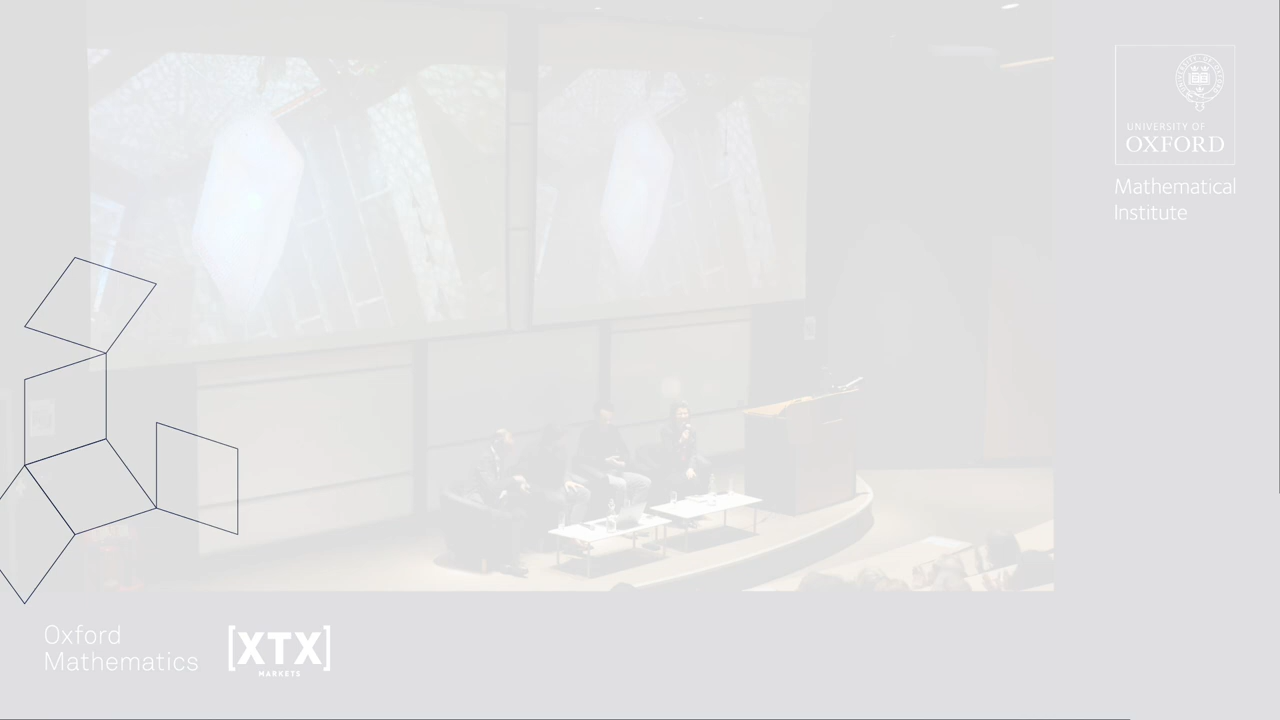 UNIVERSITY OF
OXFORD
Mathematical
Institute
Oxford
Mathematics
[XTX]
MARKETS